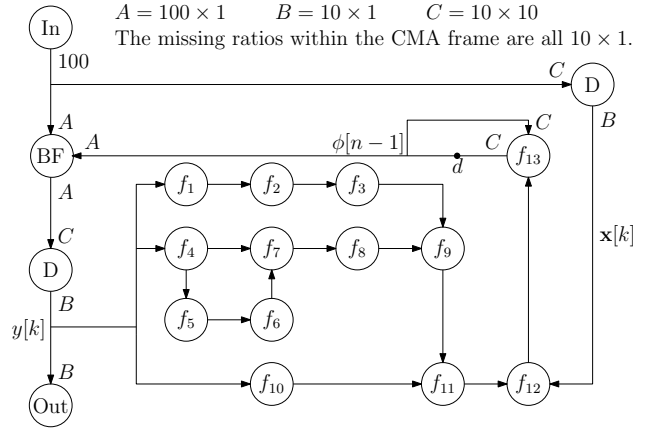 In
A = 100 × 1 B = 10 × 1 C = 10 × 10
The missing ratios within the CMA frame are all 10 × 1.
100
C
D
A
B
C
BF
A
ϕ[n − 1]
d
C
f13
A
f1
f2
f3
C
x[k]
D
f4
f7
f8
f9
B
f5
f6
y[k]
B
f10
f11
f12
Out